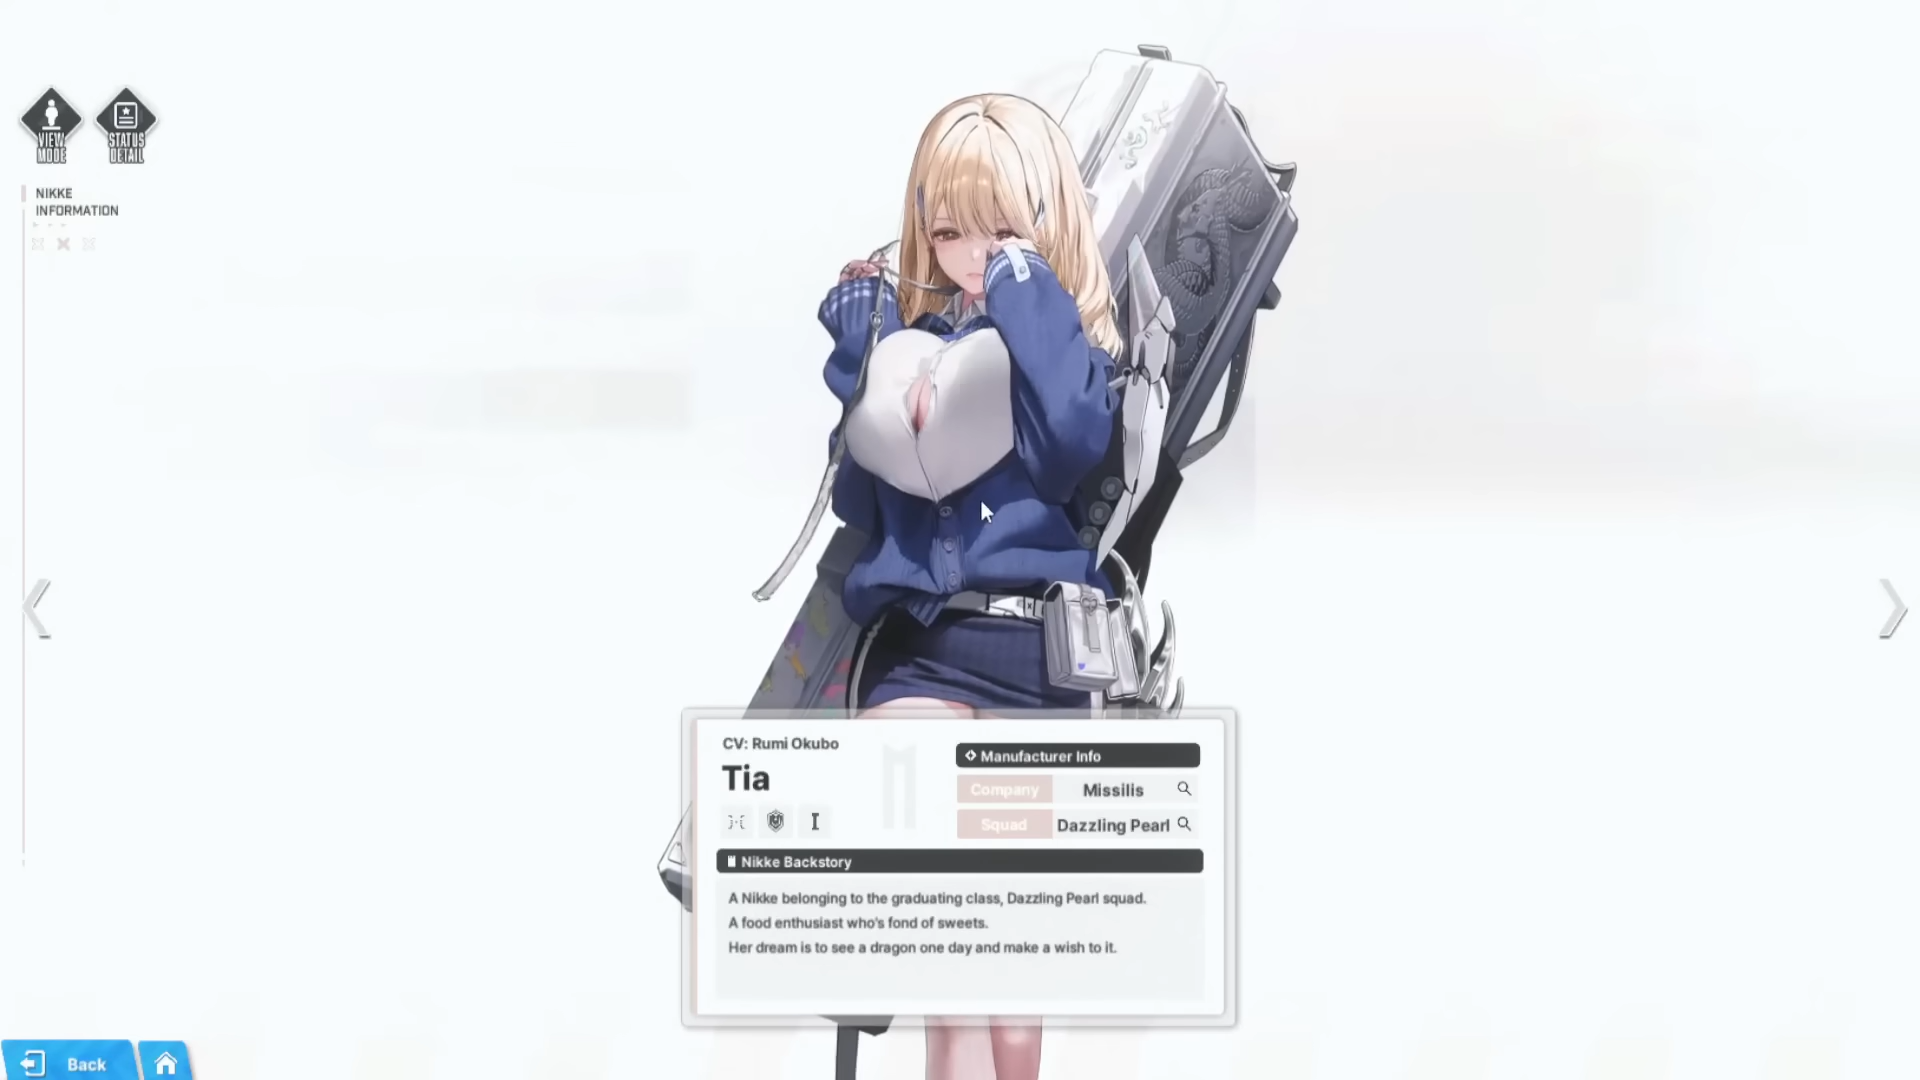 VIEW
MODE
STATUS
DETAIL
NIKKE
INFORMATION
CV: Rumi Okubo
Tia
I
Manufacturer Info
Company
Missilis
Squad
Dazzling Pearl
Nikke Backstory
A Nikke belonging to the graduating class, Dazzling Pearl squad.
A food enthusiast who's fond of sweets.
Her dream is to see a dragon one day and make a wish to it.
Back